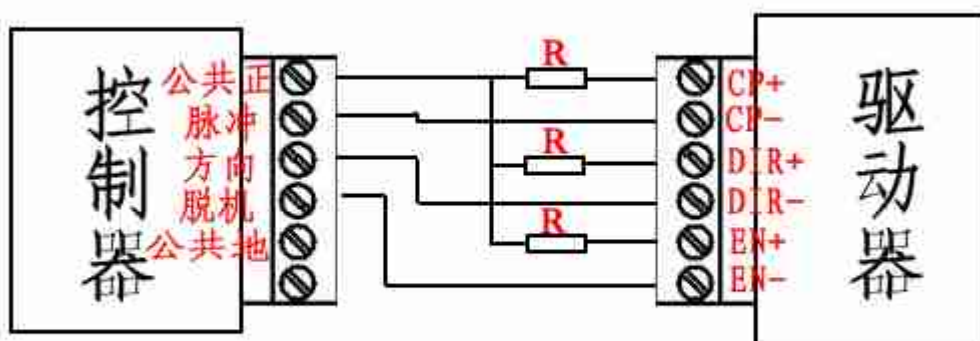 控制器
公共正
脉冲
方向
脱机
公共地
R
R
R
CP+
CP-
DIR+
DIR-
EN+
EN-
驱动器